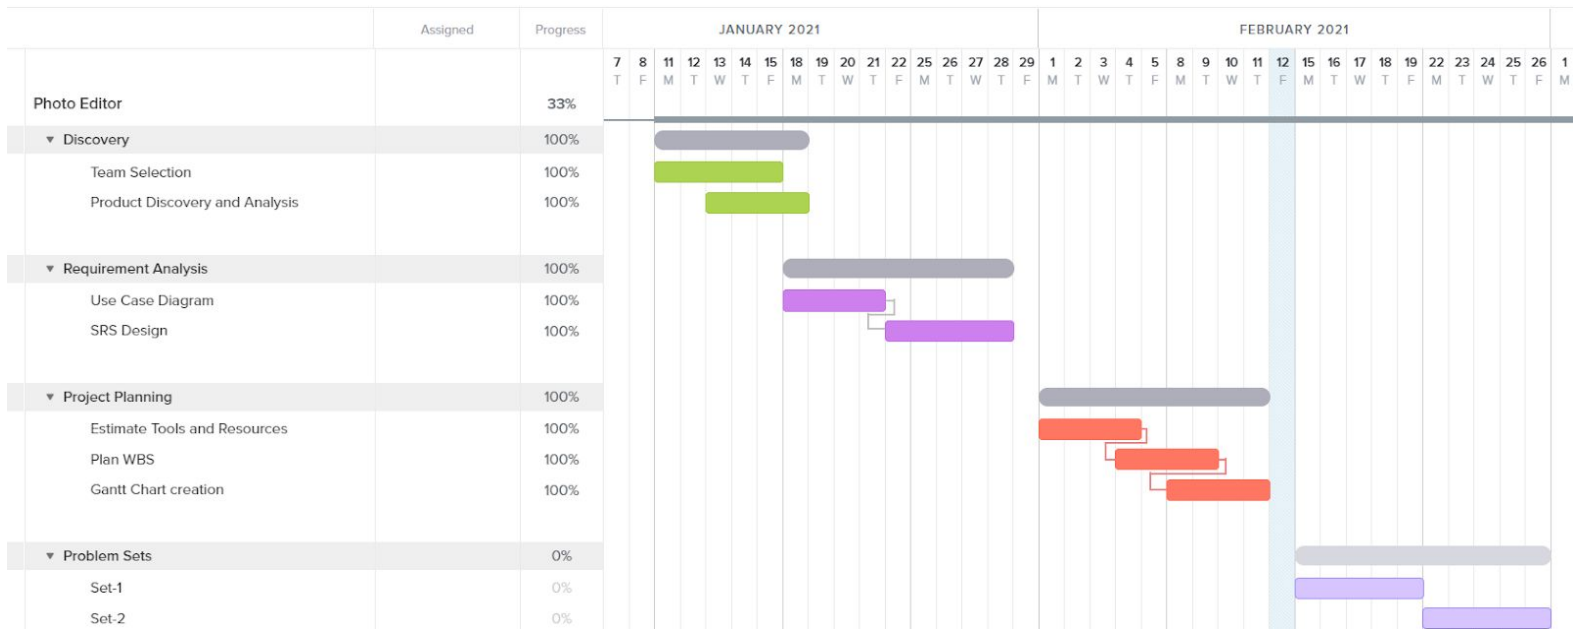 Assigned Progress JANUARY 2021 FEBRUARY 2021
7 8 11 12 13 14 15 18 19 20 21 22 25 26 27 28 29 1 2 3 4 5 8 9 10 11 12 15 16 17 18 19 22 23 24 25 26 1
T F M T W T F M T W T F M T W T F M T W T F M T W T F M T W T F M T W T F M
Photo Editor 33%
Discovery 100%
Team Selection 100%
Product Discovery and Analysis 100%
Requirement Analysis 100%
Use Case Diagram 100%
SRS Design 100%
Project Planning 100%
Estimate Tools and Resources 100%
Plan WBS 100%
Gantt Chart creation 100%
Problem Sets 0%
Set-1 0%
Set-2 0%